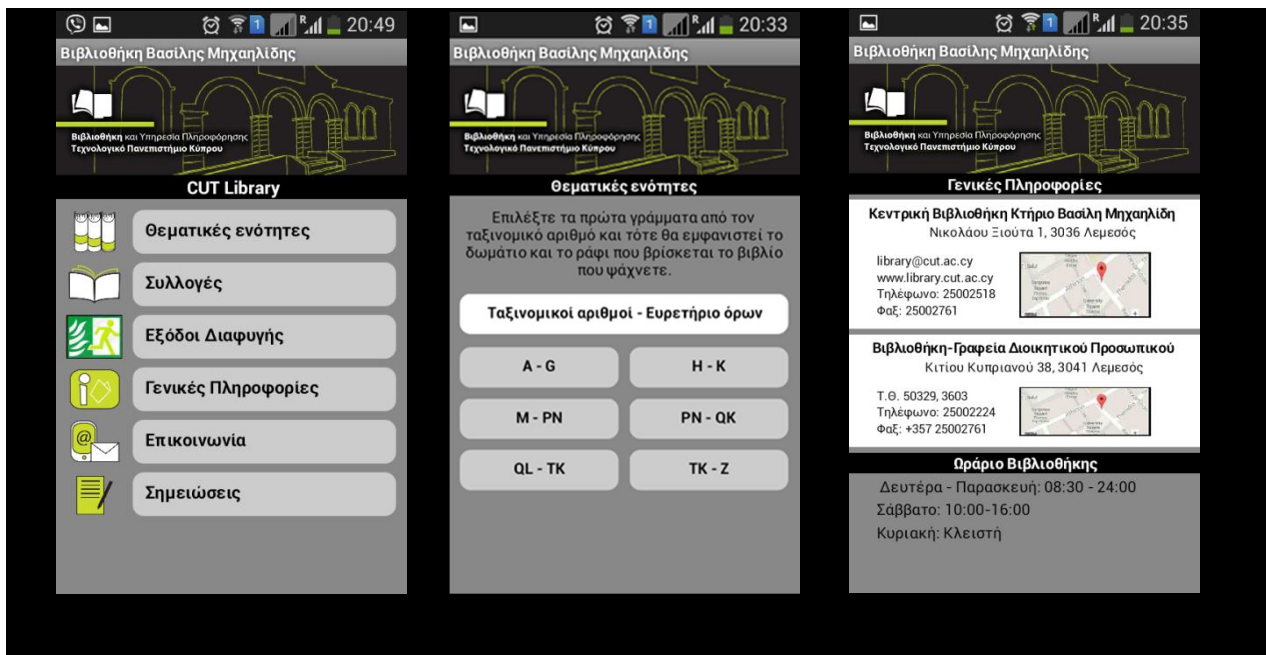 20:49
Βιβλιοθήκη Βασίλης Μηχαηλίδης
Βιβλιοθήκη και Υπηρεσία Πληροφόρησης
Τεχνολογικό Πανεπιστήμιο Κύπρου
CUT Library
Θεματικές ενότητες
Συλλογές
Εξόδοι Διαφυγής
Γενικές Πληροφορίες
Επικοινωνία
Σημειώσεις
20:33
Βιβλιοθήκη Βασίλης Μηχαηλίδης
Βιβλιοθήκη και Υπηρεσία Πληροφόρησης
Τεχνολογικό Πανεπιστήμιο Κύπρου
Θεματικές ενότητες
Επιλέξτε τα πρώτα γράμματα από τον
ταξινομικό αριθμό και τότε θα εμφανιστεί το
δωμάτιο και το ράφι που βρίσκεται το βιβλίο
που ψάχνετε.
Ταξινομικοί αριθμοί - Ευρετήριο όρων
A - G
H - K
M - PN
PN - QK
QL - TK
TK - Z
20:35
Βιβλιοθήκη Βασίλης Μηχαηλίδης
Βιβλιοθήκη και Υπηρεσία Πληροφόρησης
Τεχνολογικό Πανεπιστήμιο Κύπρου
Γενικές Πληροφορίες
Κεντρική Βιβλιοθήκη Κτήριο Βασίλη Μηχαηλίδη
Νικολάου Ξιούτα 1, 3036 Λεμεσός
library@cut.ac.cy
www.library.cut.ac.cy
Τηλέφωνο: 25002518
Φαξ: 25002761
Βιβλιοθήκη-Γραφεία Διοικητικού Προσωπικού
Κιτίου Κυπριανού 38, 3041 Λεμεσός
Τ.Θ. 50329, 3603
Τηλέφωνο: 25002224
Φαξ: +357 25002761
Ωράριο Βιβλιοθήκης
Δευτέρα - Παρασκευή: 08:30 - 24:00
Σάββατο: 10:00-16:00
Κυριακή: Κλειστή